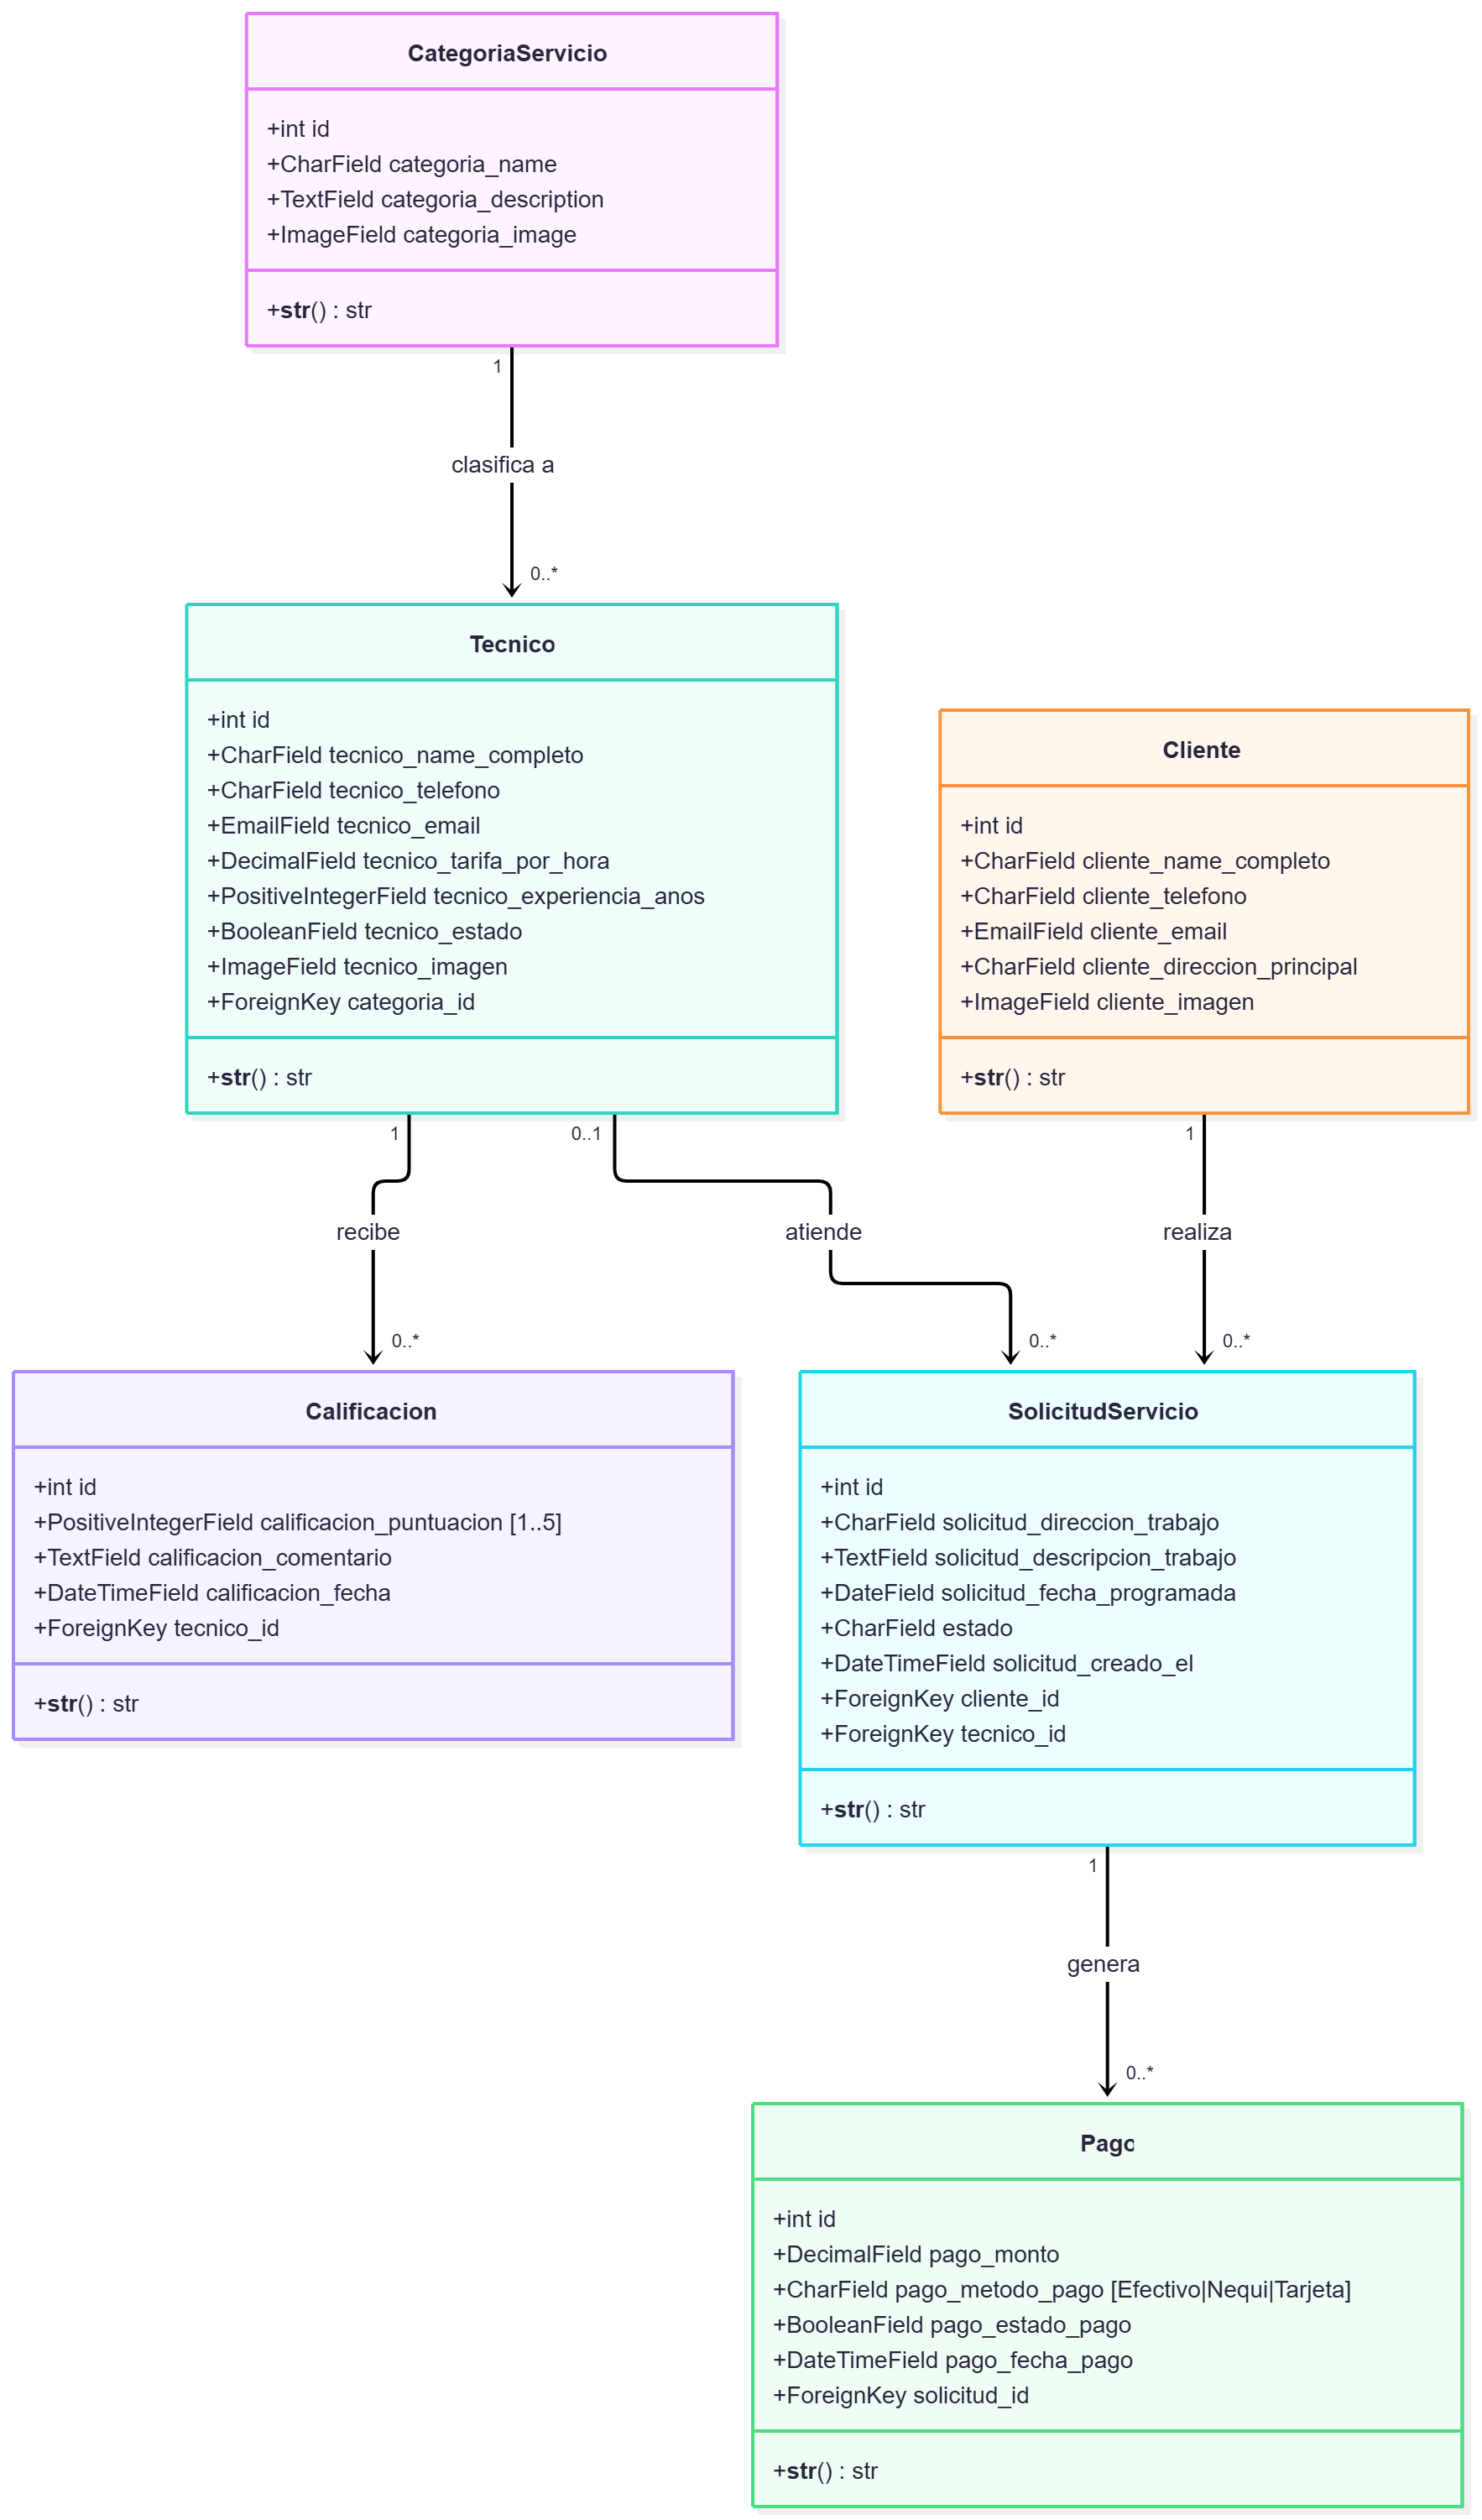 CategoriaServicio
+int id
+CharField categoria_name
+TextField categoria_description
+ImageField categoria_image
+str() : str
1
clasifica a
0..*
Tecnico
+int id
+CharField tecnico_name_completo
+CharField tecnico_telefono
+EmailField tecnico_email
+DecimalField tecnico_tarifa_por_hora
+PositiveIntegerField tecnico_experiencia_anos
+BooleanField tecnico_estado
+ImageField tecnico_imagen
+ForeignKey categoria_id
+str() : str
Cliente
+int id
+CharField cliente_name_completo
+CharField cliente_telefono
+EmailField cliente_email
+CharField cliente_direccion_principal
+ImageField cliente_imagen
+str() : str
1
0..1
1
recibe
atiende
realiza
0..*
0..*
0..*
Calificacion
+int id
+PositiveIntegerField calificacion_puntuacion [1..5]
+TextField calificacion_comentario
+DateTimeField calificacion_fecha
+ForeignKey tecnico_id
+str() : str
SolicitudServicio
+int id
+CharField solicitud_direccion_trabajo
+TextField solicitud_descripcion_trabajo
+DateField solicitud_fecha_programada
+CharField estado
+DateTimeField solicitud_creado_el
+ForeignKey cliente_id
+ForeignKey tecnico_id
+str() : str
1
genera
0..*
Pago
+int id
+DecimalField pago_monto
+CharField pago_metodo_pago [Efectivo|Nequi|Tarjeta]
+BooleanField pago_estado_pago
+DateTimeField pago_fecha_pago
+ForeignKey solicitud_id
+str() : str